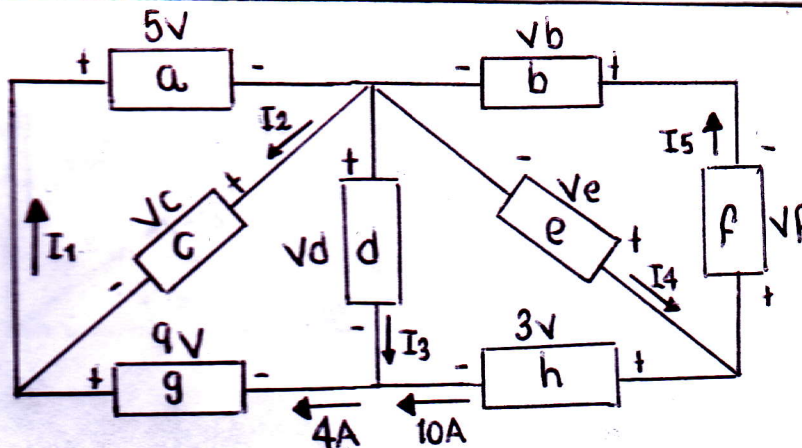 5V Vb
+ a - - b +
I2 I5 -
+ - 
Vc + Ve f Vf
I1 c Vd d e
- + I4 +
9V - I3 3V
+ g - - h +
4A 10A